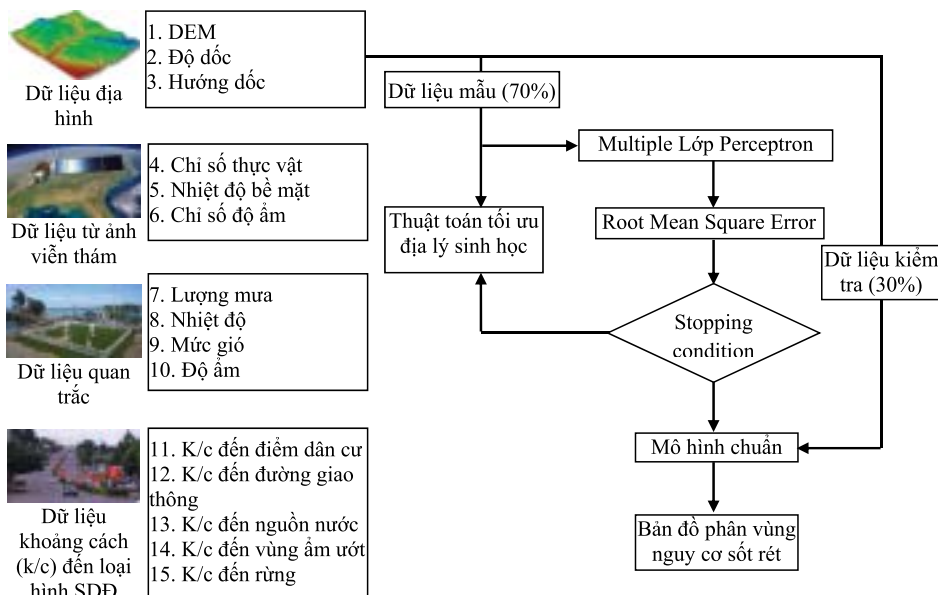 1. DEM
2. Độ dốc
3. Hướng dốc
Dữ liệu địa
hình
4. Chỉ số thực vật
5. Nhiệt độ bề mặt
6. Chỉ số độ ẩm
Dữ liệu từ ảnh
viễn thám
7. Lượng mưa
8. Nhiệt độ
9. Mức gió
10. Độ ẩm
Dữ liệu quan
trắc
11. K/c đến điểm dân cư
12. K/c đến đường giao
thông
13. K/c đến nguồn nước
14. K/c đến vùng ẩm ướt
15. K/c đến rừng
Dữ liệu
khoảng cách
(k/c) đến loại
hình SDĐ
Dữ liệu mẫu (70%)
Multiple Lớp Perceptron
Thuật toán tối ưu
địa lý sinh học
Root Mean Square Error
Dữ liệu kiểm
tra (30%)
Stopping
condition
Mô hình chuẩn
Bản đồ phân vùng
nguy cơ sốt rét